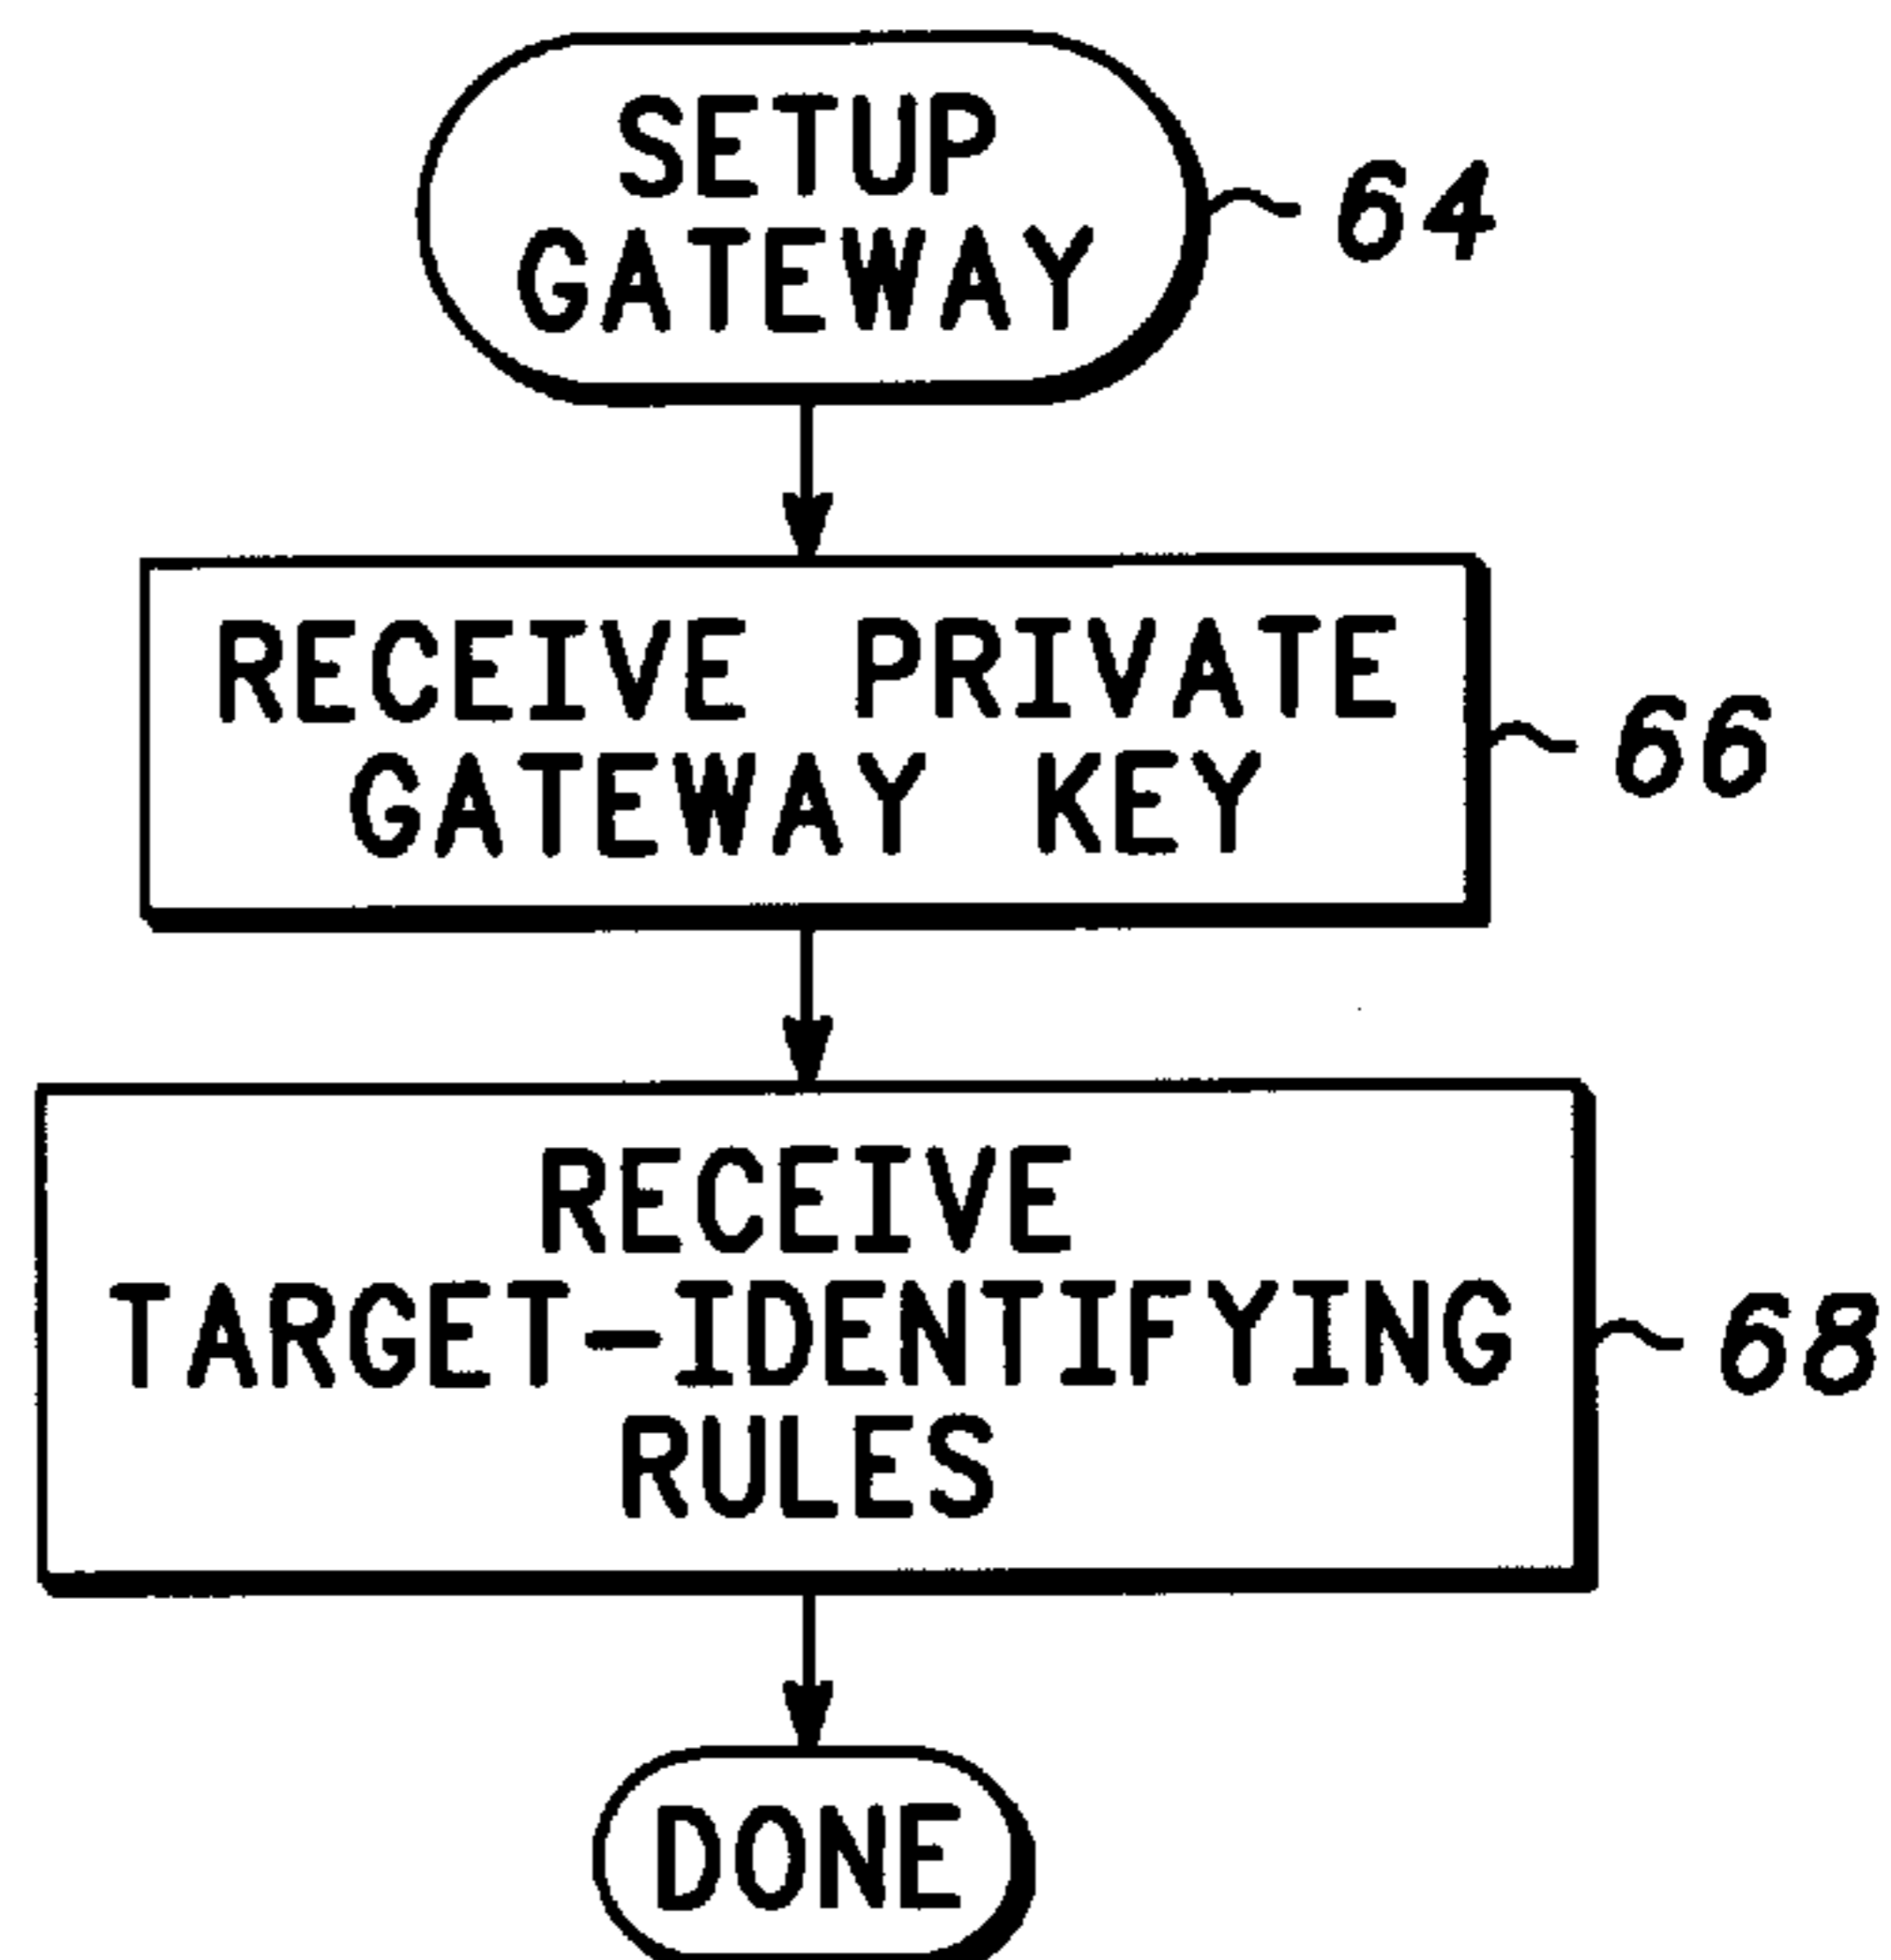 SETUP
GATEWAY
64
RECEIVE PRIVATE
GATEWAY KEY
66
RECEIVE
TARGET-IDENTIFYING
RULES
68
DONE